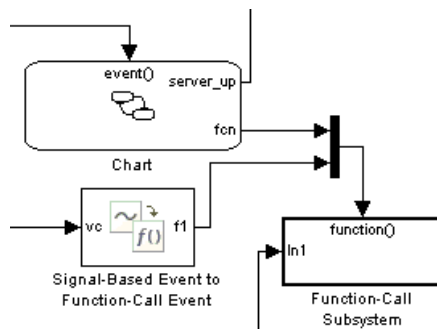 event()
server_up
fcn
Chart
vc
f1
f()
Signal-Based Event to
Function-Call Event
function()
In1
Function-Call
Subsystem